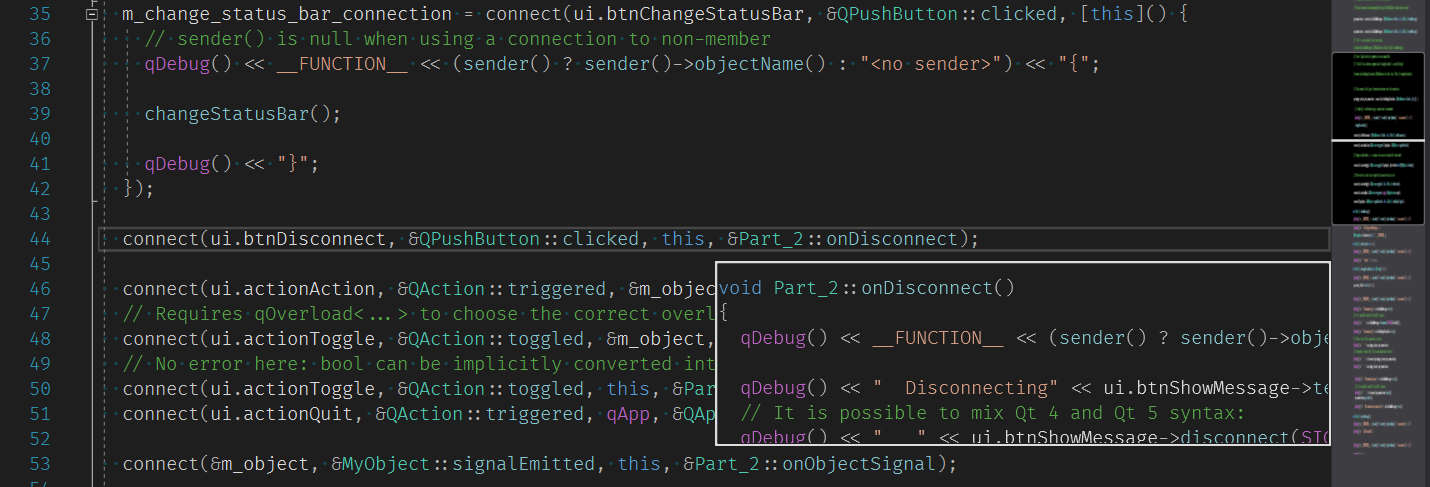 35 m_change_status_bar_connection = connect(ui.btnChangeStatusBar, &QPushButton::clicked, [this]() {
36 // sender() is null when using a connection to non-member
37 qDebug() << __FUNCTION__ << (sender() ? sender()->objectName() : "<no sender>") << "{";
38
39 changeStatusBar();
40
41 qDebug() << "}";
42 });
43
44 connect(ui.btnDisconnect, &QPushButton::clicked, this, &Part_2::onDisconnect);
45
46 connect(ui.actionAction, &QAction::triggered, &m_objec
47 // Requires qOverload<...> to choose the correct overl
48 connect(ui.actionToggle, &QAction::toggled, &m_object,
49 // No error here: bool can be implicitly converted int
50 connect(ui.actionToggle, &QAction::toggled, this, &Par
51 connect(ui.actionQuit, &QAction::triggered, qApp, &QAp
52
53 connect(&m_object, &MyObject::signalEmitted, this, &Part_2::onObjectSignal);
void Part_2::onDisconnect()
{
qDebug() << __FUNCTION__ << (sender() ? sender()->obje
qDebug() << "  Disconnecting" << ui.btnShowMessage->te
// It is possible to mix Qt 4 and Qt 5 syntax:
qDebug() << "  " << ui.btnShowMessage->disconnect(SIG